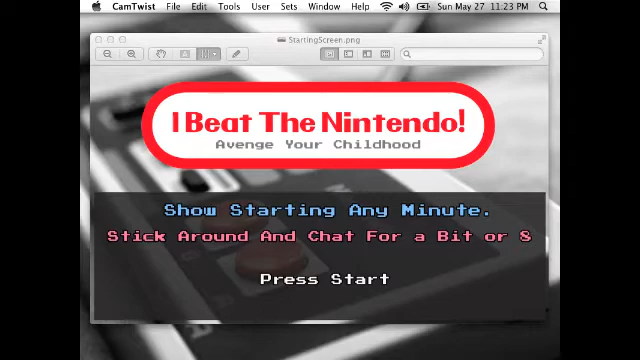 CamTwist File Edit Tools User Sets Window Help Sun May 27 11:23 PM
StartingScreen.png
I Beat The Nintendo!
Avenge Your Childhood
Show Starting Any Minute.
Stick Around And Chat For a Bit or 8
Press Start